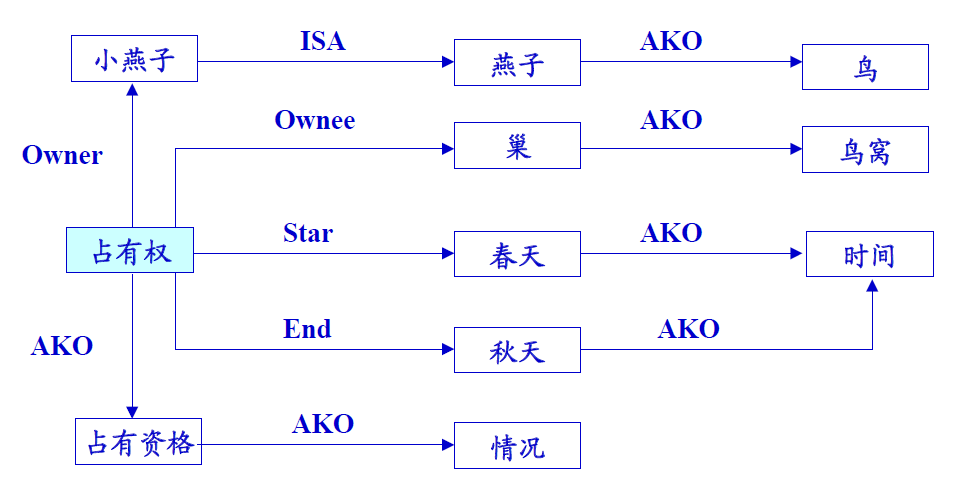 小燕子
ISA
燕子
AKO
鸟
Owner
Ownee
巢
AKO
鸟窝
占有权
Star
春天
AKO
时间
End
秋天
AKO
AKO
占有资格
AKO
情况